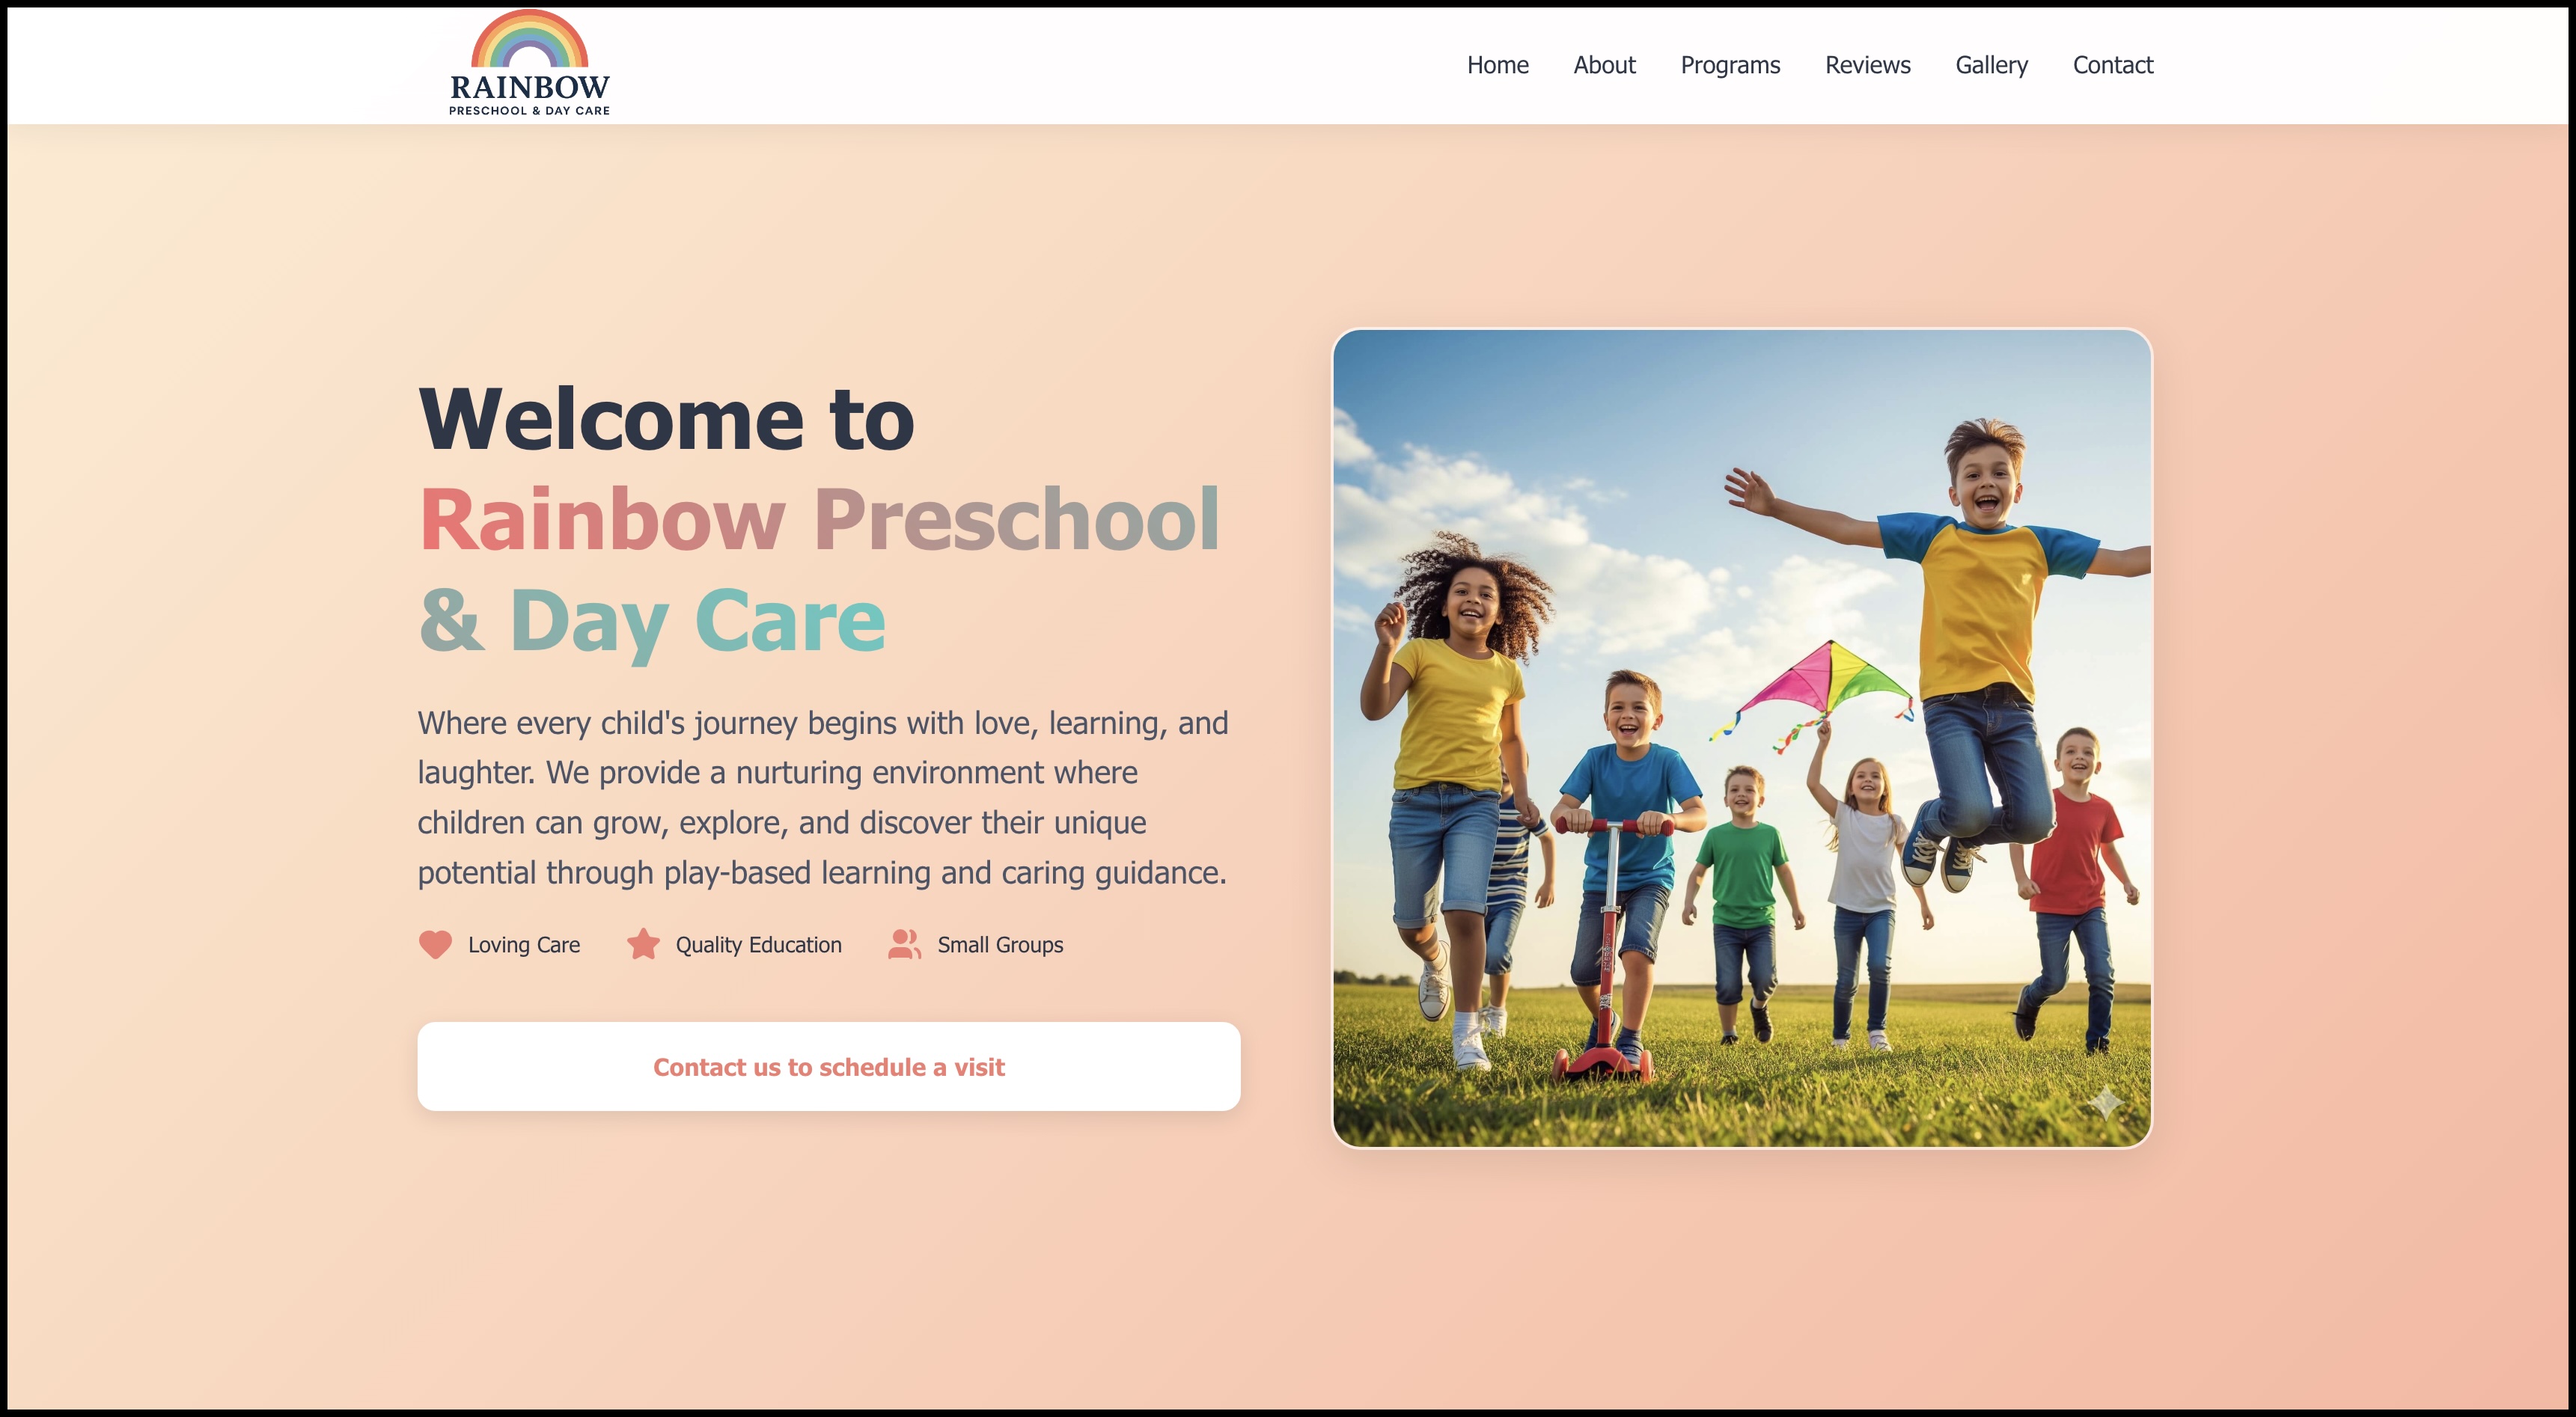 RAINBOW
PRESCHOOL & DAY CARE
Home About Programs Reviews Gallery Contact
Welcome to
Rainbow Preschool
& Day Care
Where every child's journey begins with love, learning, and
laughter. We provide a nurturing environment where
children can grow, explore, and discover their unique
potential through play-based learning and caring guidance.
Loving Care Quality Education Small Groups
Contact us to schedule a visit